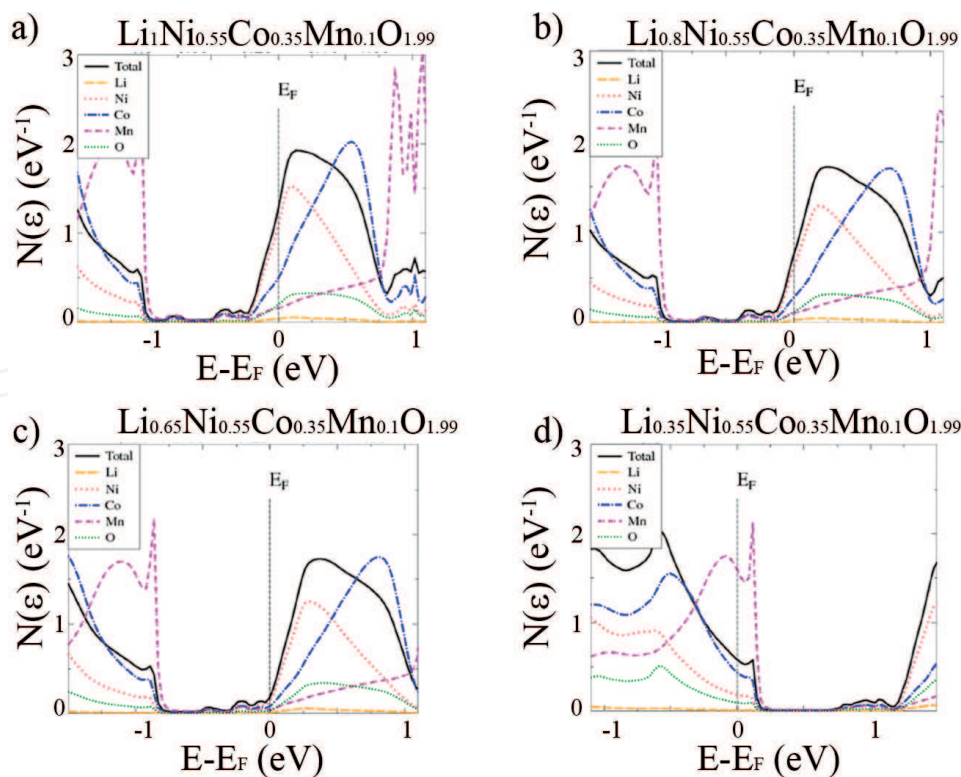 a) Li1Ni0.55Co0.35Mn0.1O1.99
3
2
1
0
N(ε) (eV-1)
Total
Li
Ni
Co
Mn
O
EF
-1 0 1
E-EF (eV)
b) Li0.8Ni0.55Co0.35Mn0.1O1.99
3
2
1
0
N(ε) (eV-1)
Total
Li
Ni
Co
Mn
O
EF
-1 0 1
E-EF (eV)
c) Li0.65Ni0.55Co0.35Mn0.1O1.99
3
2
1
0
N(ε) (eV-1)
Total
Li
Ni
Co
Mn
O
EF
-1 0 1
E-EF (eV)
d) Li0.35Ni0.55Co0.35Mn0.1O1.99
3
2
1
0
N(ε) (eV-1)
Total
Li
Ni
Co
Mn
O
EF
-1 0 1
E-EF (eV)